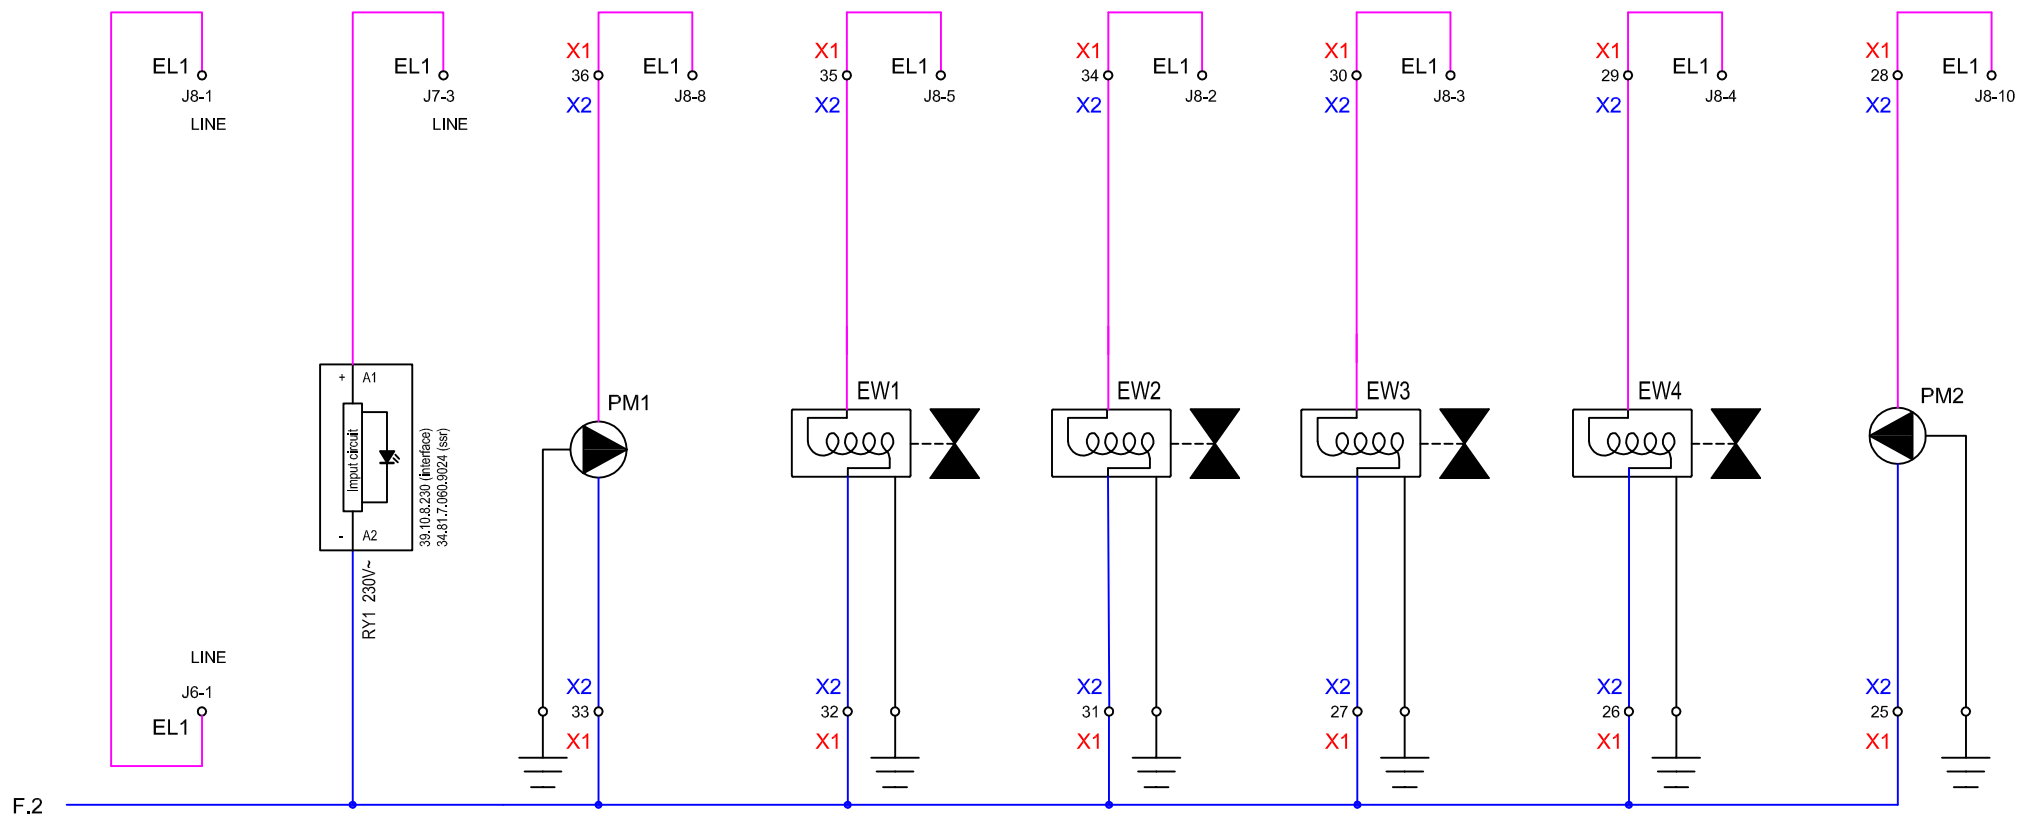 X1 X1 X1 X1 X1 X1
EL1 EL1 36 EL1 35 EL1 34 EL1 30 EL1 29 EL1 28 EL1
J8-1 J7-3 X2 J8-8 X2 J8-5 X2 J8-2 X2 J8-3 X2 J8-4 X2 J8-10
LINE LINE
+ A1
Imput circuit
- A2
39.10.8.230 (interface)
34.81.7.060.9024 (ssr)
RY1 230V~
PM1 EW1 EW2 EW3 EW4 PM2
LINE
J6-1 X2 X2 X2 X2 X2 X2
EL1 33 32 31 27 26 25
X1 X1 X1 X1 X1 X1
F.2